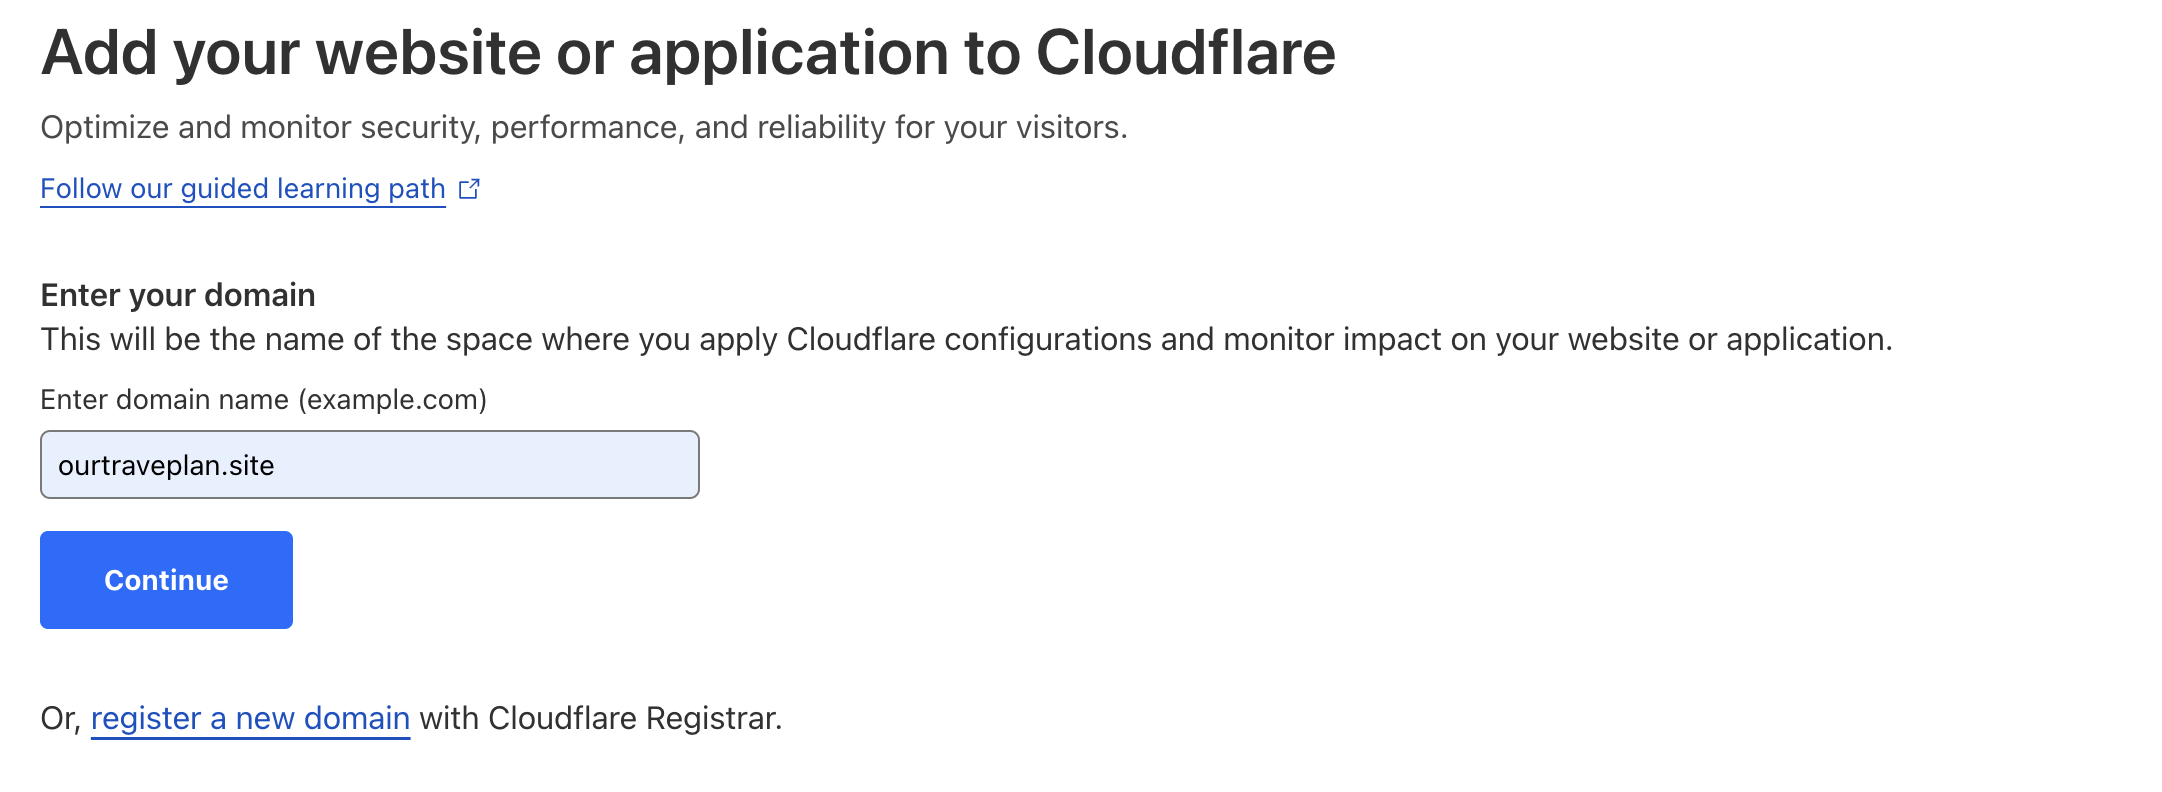 Add your website or application to Cloudflare
Optimize and monitor security, performance, and reliability for your visitors.
Follow our guided learning path
Enter your domain
This will be the name of the space where you apply Cloudflare configurations and monitor impact on your website or application.
Enter domain name (example.com)
ourtraveplan.site
Continue
Or, register a new domain with Cloudflare Registrar.